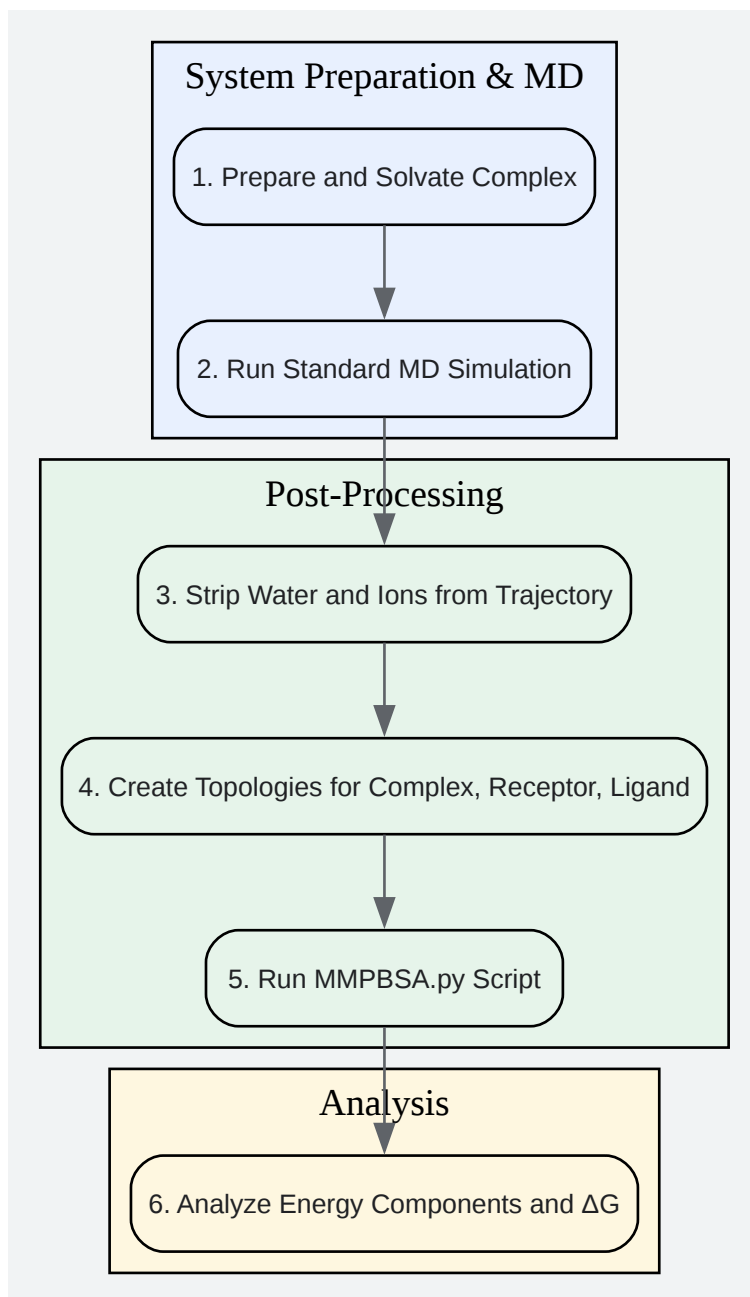 System Preparation & MD
1. Prepare and Solvate Complex
2. Run Standard MD Simulation
Post-Processing
3. Strip Water and Ions from Trajectory
4. Create Topologies for Complex, Receptor, Ligand
5. Run MMPBSA.py Script
Analysis
6. Analyze Energy Components and ΔG